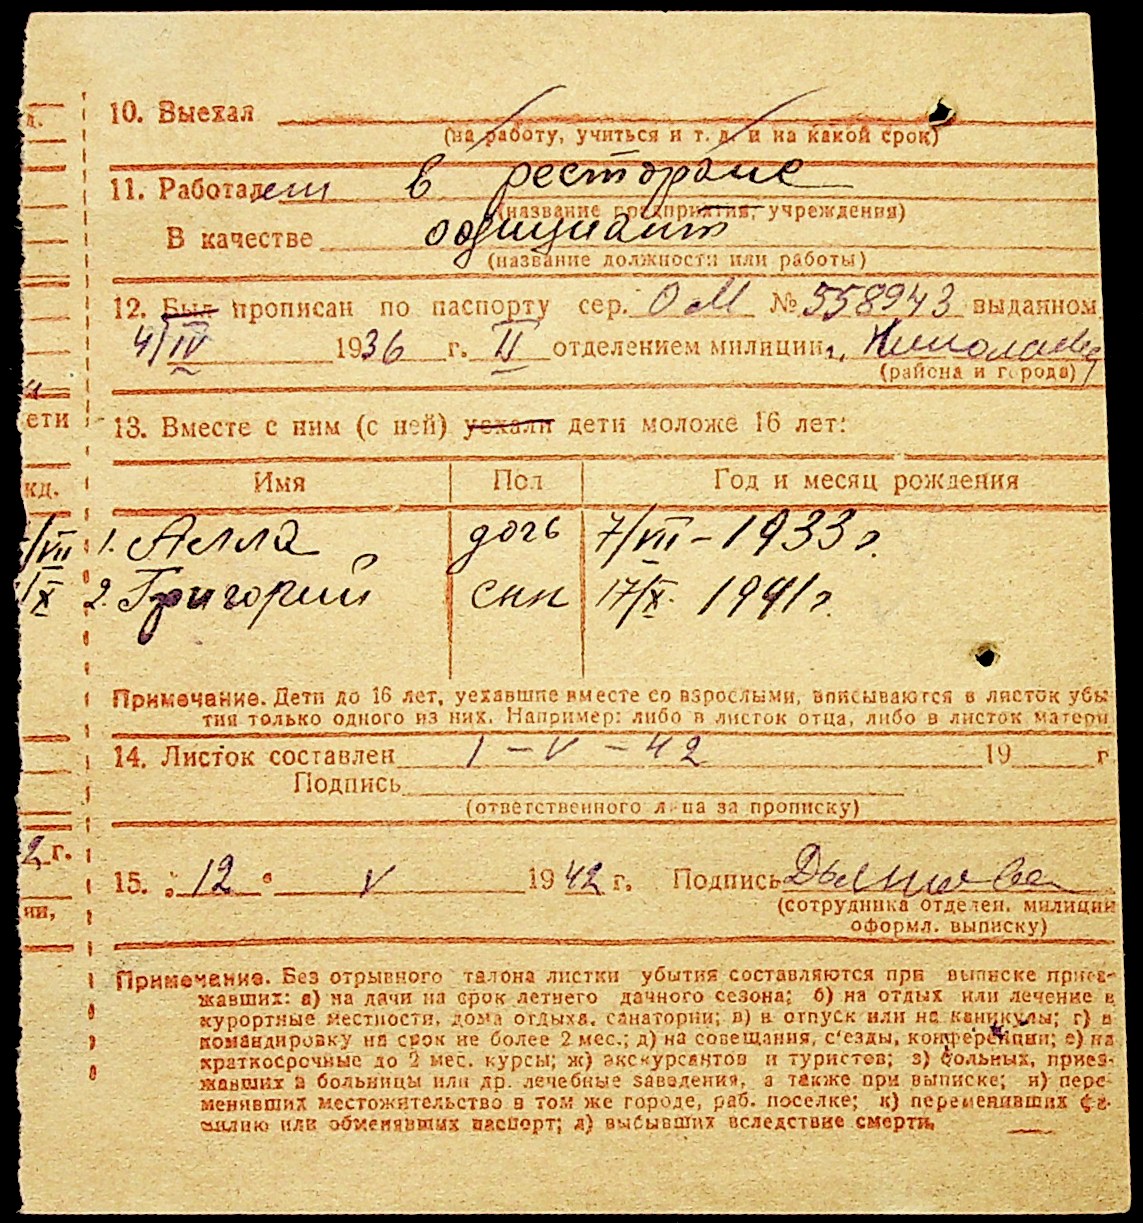 10. Выехал
(на работу, учиться и т. д. и на какой срок)
11. Работает в ресторане
(название предприятия, учреждения)
В качестве официант
(название должности или работы)
12. Был прописан по паспорту сер. ОМ № 558943 выданном
4/IV 1936 г. II отделением милиции г. Николаев
(района и города)
13. Вместе с ним (с ней) уехали дети моложе 16 лет:
ети
Имя Пол Год и месяц рождения
жд.
/VII 1. Алла дочь 7/VII – 1933 г.
/X 2. Григорий син 17/X. 1941 г.
Примечание. Дети до 16 лет, уехавшие вместе со взрослыми, вписываются в листок убы
тия только одного из них. Например: либо в листок отца, либо в листок матери
14. Листок составлен 1 – V – 42 19 г
Подпись
(ответственного лица за прописку)
2 г.
15. „12“ V 1942 г. Подпись
ии,
(сотрудника отделен. милиции
оформл. выписку)
Примечание. Без отрывного талона листки убытия составляются при выписке приез-
жавших: а) на дачи на срок летнего дачного сезона; б) на отдых или лечение в
курортные местности, дома отдыха, санатории; в) в отпуск или на каникулы; г) в
командировку на срок не более 2 мес.; д) на совещания, с'езды, конференции; е) на
краткосрочные до 2 мес. курсы; ж) экскурсантов и туристов; з) больных, приез-
жавших в больницы или др. лечебные заведения, а также при выписке; и) пере-
менивших местожительство в том же городе, раб. поселке; к) переменивших фа-
милию или обменявших паспорт; л) выбывших вследствие смерти.